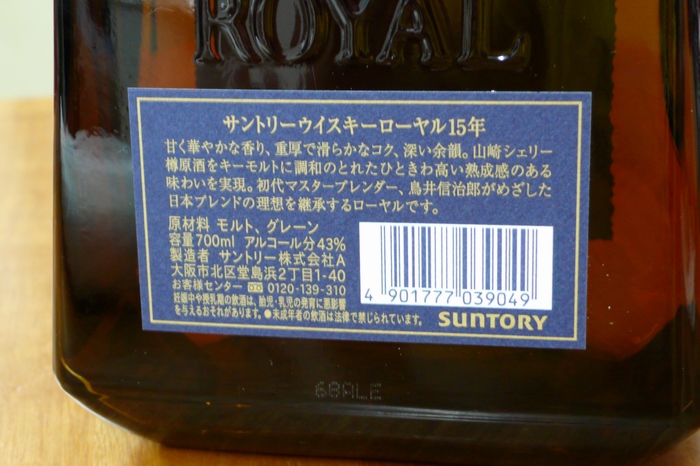 ROYAL
サントリーウイスキーローヤル15年
甘く華やかな香り、重厚で滑らかなコク、深い余韻。山崎シェリー
樽原酒をキーモルトに調和のとれたひときわ高い熟成感のある
味わいを実現。初代マスターブレンダー、鳥井信治郎がめざした
日本ブレンドの理想を継承するローヤルです。
原材料 モルト、グレーン
容量700ml アルコール分43%
製造者 サントリー株式会社A
大阪市北区堂島浜2丁目1-40
お客様センター 0120-139-310
妊娠中や授乳期の飲酒は、胎児・乳児の発育に悪影響
を与えるおそれがあります。●未成年者の飲酒は法律で禁じられています。
4 901777 039049
SUNTORY
68ALE